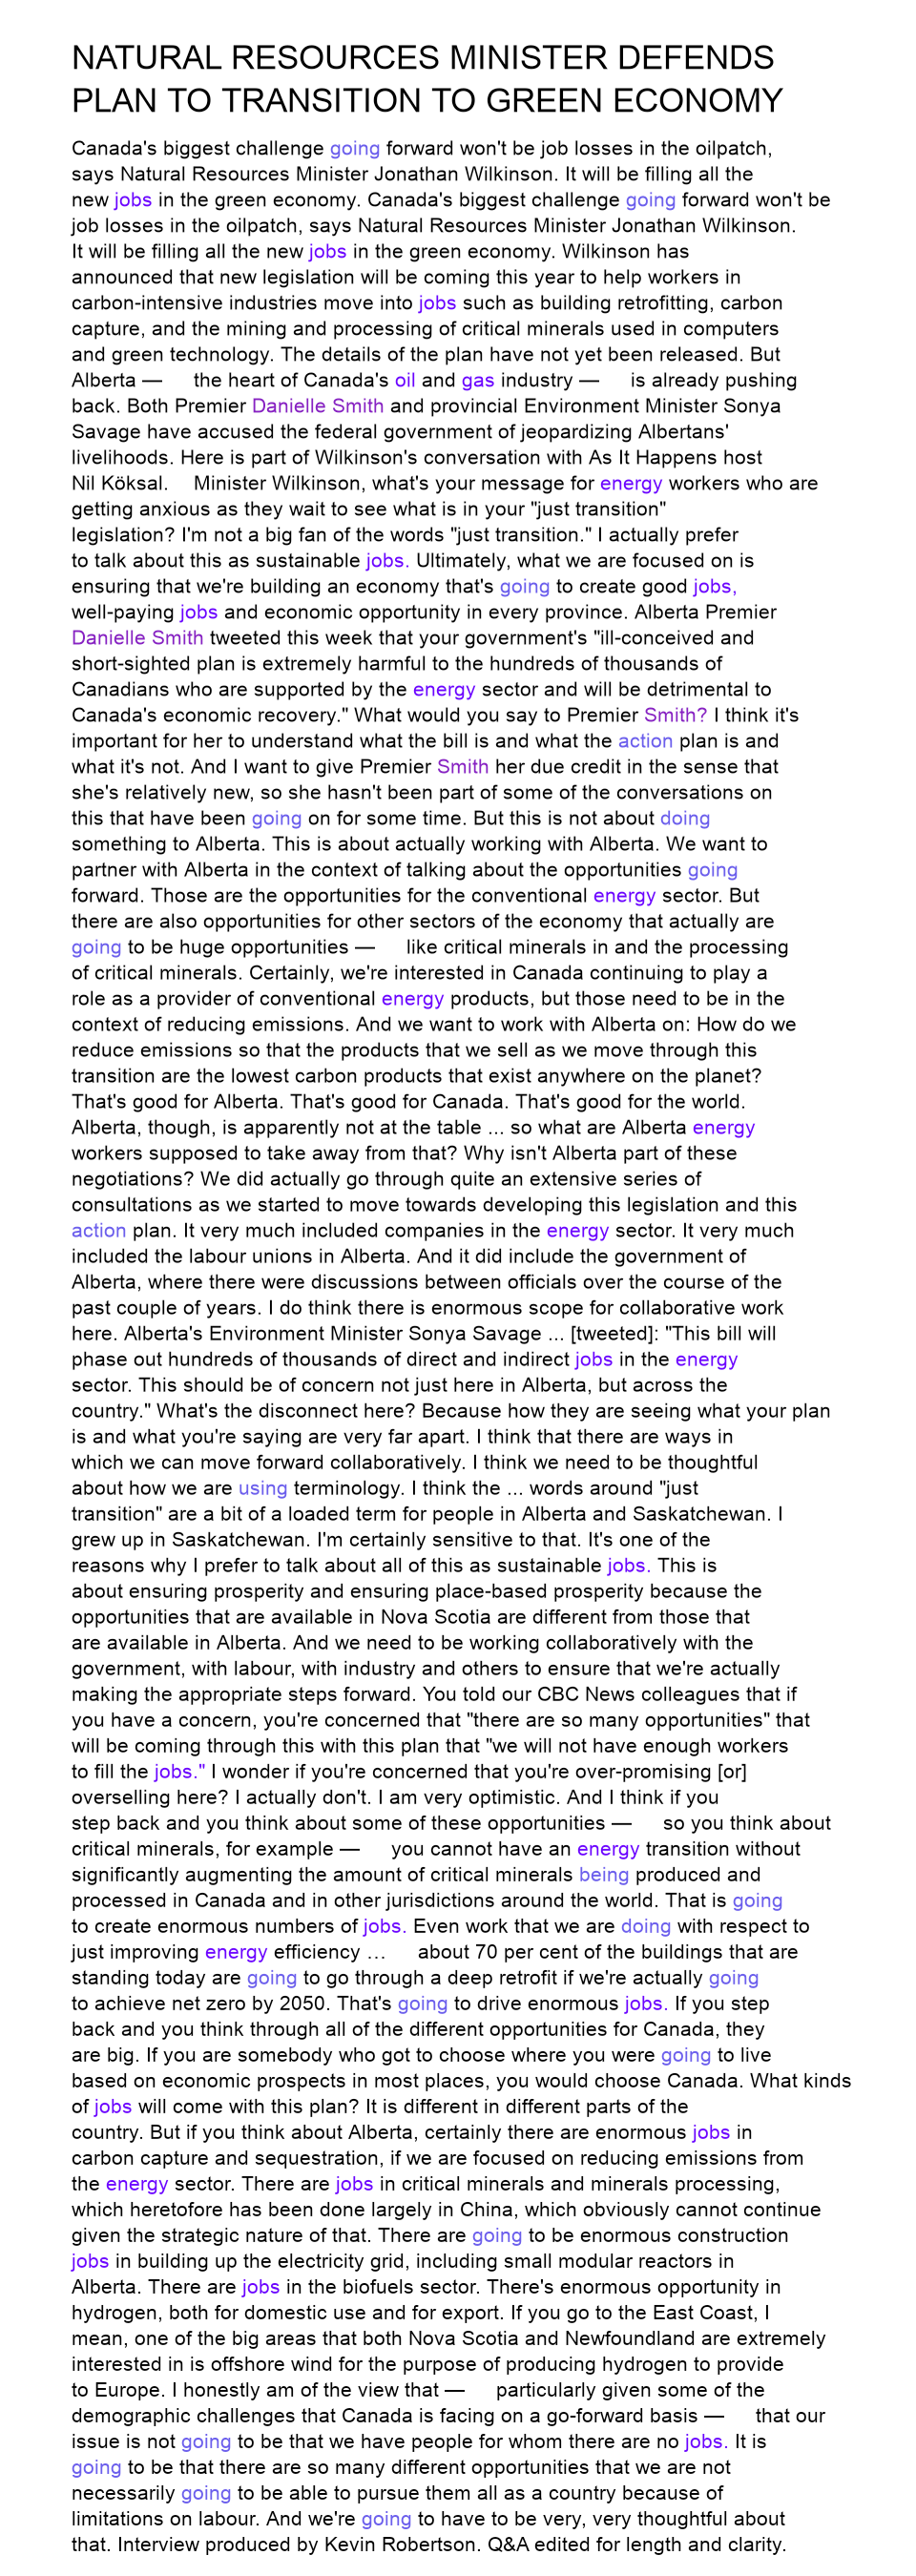 NATURAL RESOURCES MINISTER DEFENDS
PLAN TO TRANSITION TO GREEN ECONOMY
Canada's biggest challenge going forward won't be job losses in the oilpatch,
says Natural Resources Minister Jonathan Wilkinson. It will be filling all the
new jobs in the green economy. Canada's biggest challenge going forward won't be
job losses in the oilpatch, says Natural Resources Minister Jonathan Wilkinson.
It will be filling all the new jobs in the green economy. Wilkinson has
announced that new legislation will be coming this year to help workers in
carbon-intensive industries move into jobs such as building retrofitting, carbon
capture, and the mining and processing of critical minerals used in computers
and green technology. The details of the plan have not yet been released. But
Alberta — the heart of Canada's oil and gas industry — is already pushing
back. Both Premier Danielle Smith and provincial Environment Minister Sonya
Savage have accused the federal government of jeopardizing Albertans'
livelihoods. Here is part of Wilkinson's conversation with As It Happens host
Nil Köksal. Minister Wilkinson, what's your message for energy workers who are
getting anxious as they wait to see what is in your "just transition"
legislation? I'm not a big fan of the words "just transition." I actually prefer
to talk about this as sustainable jobs. Ultimately, what we are focused on is
ensuring that we're building an economy that's going to create good jobs,
well-paying jobs and economic opportunity in every province. Alberta Premier
Danielle Smith tweeted this week that your government's "ill-conceived and
short-sighted plan is extremely harmful to the hundreds of thousands of
Canadians who are supported by the energy sector and will be detrimental to
Canada's economic recovery." What would you say to Premier Smith? I think it's
important for her to understand what the bill is and what the action plan is and
what it's not. And I want to give Premier Smith her due credit in the sense that
she's relatively new, so she hasn't been part of some of the conversations on
this that have been going on for some time. But this is not about doing
something to Alberta. This is about actually working with Alberta. We want to
partner with Alberta in the context of talking about the opportunities going
forward. Those are the opportunities for the conventional energy sector. But
there are also opportunities for other sectors of the economy that actually are
going to be huge opportunities — like critical minerals in and the processing
of critical minerals. Certainly, we're interested in Canada continuing to play a
role as a provider of conventional energy products, but those need to be in the
context of reducing emissions. And we want to work with Alberta on: How do we
reduce emissions so that the products that we sell as we move through this
transition are the lowest carbon products that exist anywhere on the planet?
That's good for Alberta. That's good for Canada. That's good for the world.
Alberta, though, is apparently not at the table ... so what are Alberta energy
workers supposed to take away from that? Why isn't Alberta part of these
negotiations? We did actually go through quite an extensive series of
consultations as we started to move towards developing this legislation and this
action plan. It very much included companies in the energy sector. It very much
included the labour unions in Alberta. And it did include the government of
Alberta, where there were discussions between officials over the course of the
past couple of years. I do think there is enormous scope for collaborative work
here. Alberta's Environment Minister Sonya Savage ... [tweeted]: "This bill will
phase out hundreds of thousands of direct and indirect jobs in the energy
sector. This should be of concern not just here in Alberta, but across the
country." What's the disconnect here? Because how they are seeing what your plan
is and what you're saying are very far apart. I think that there are ways in
which we can move forward collaboratively. I think we need to be thoughtful
about how we are using terminology. I think the ... words around "just
transition" are a bit of a loaded term for people in Alberta and Saskatchewan. I
grew up in Saskatchewan. I'm certainly sensitive to that. It's one of the
reasons why I prefer to talk about all of this as sustainable jobs. This is
about ensuring prosperity and ensuring place-based prosperity because the
opportunities that are available in Nova Scotia are different from those that
are available in Alberta. And we need to be working collaboratively with the
government, with labour, with industry and others to ensure that we're actually
making the appropriate steps forward. You told our CBC News colleagues that if
you have a concern, you're concerned that "there are so many opportunities" that
will be coming through this with this plan that "we will not have enough workers
to fill the jobs." I wonder if you're concerned that you're over-promising [or]
overselling here? I actually don't. I am very optimistic. And I think if you
step back and you think about some of these opportunities — so you think about
critical minerals, for example — you cannot have an energy transition without
significantly augmenting the amount of critical minerals being produced and
processed in Canada and in other jurisdictions around the world. That is going
to create enormous numbers of jobs. Even work that we are doing with respect to
just improving energy efficiency … about 70 per cent of the buildings that are
standing today are going to go through a deep retrofit if we're actually going
to achieve net zero by 2050. That's going to drive enormous jobs. If you step
back and you think through all of the different opportunities for Canada, they
are big. If you are somebody who got to choose where you were going to live
based on economic prospects in most places, you would choose Canada. What kinds
of jobs will come with this plan? It is different in different parts of the
country. But if you think about Alberta, certainly there are enormous jobs in
carbon capture and sequestration, if we are focused on reducing emissions from
the energy sector. There are jobs in critical minerals and minerals processing,
which heretofore has been done largely in China, which obviously cannot continue
given the strategic nature of that. There are going to be enormous construction
jobs in building up the electricity grid, including small modular reactors in
Alberta. There are jobs in the biofuels sector. There's enormous opportunity in
hydrogen, both for domestic use and for export. If you go to the East Coast, I
mean, one of the big areas that both Nova Scotia and Newfoundland are extremely
interested in is offshore wind for the purpose of producing hydrogen to provide
to Europe. I honestly am of the view that — particularly given some of the
demographic challenges that Canada is facing on a go-forward basis — that our
issue is not going to be that we have people for whom there are no jobs. It is
going to be that there are so many different opportunities that we are not
necessarily going to be able to pursue them all as a country because of
limitations on labour. And we're going to have to be very, very thoughtful about
that. Interview produced by Kevin Robertson. Q&A edited for length and clarity.